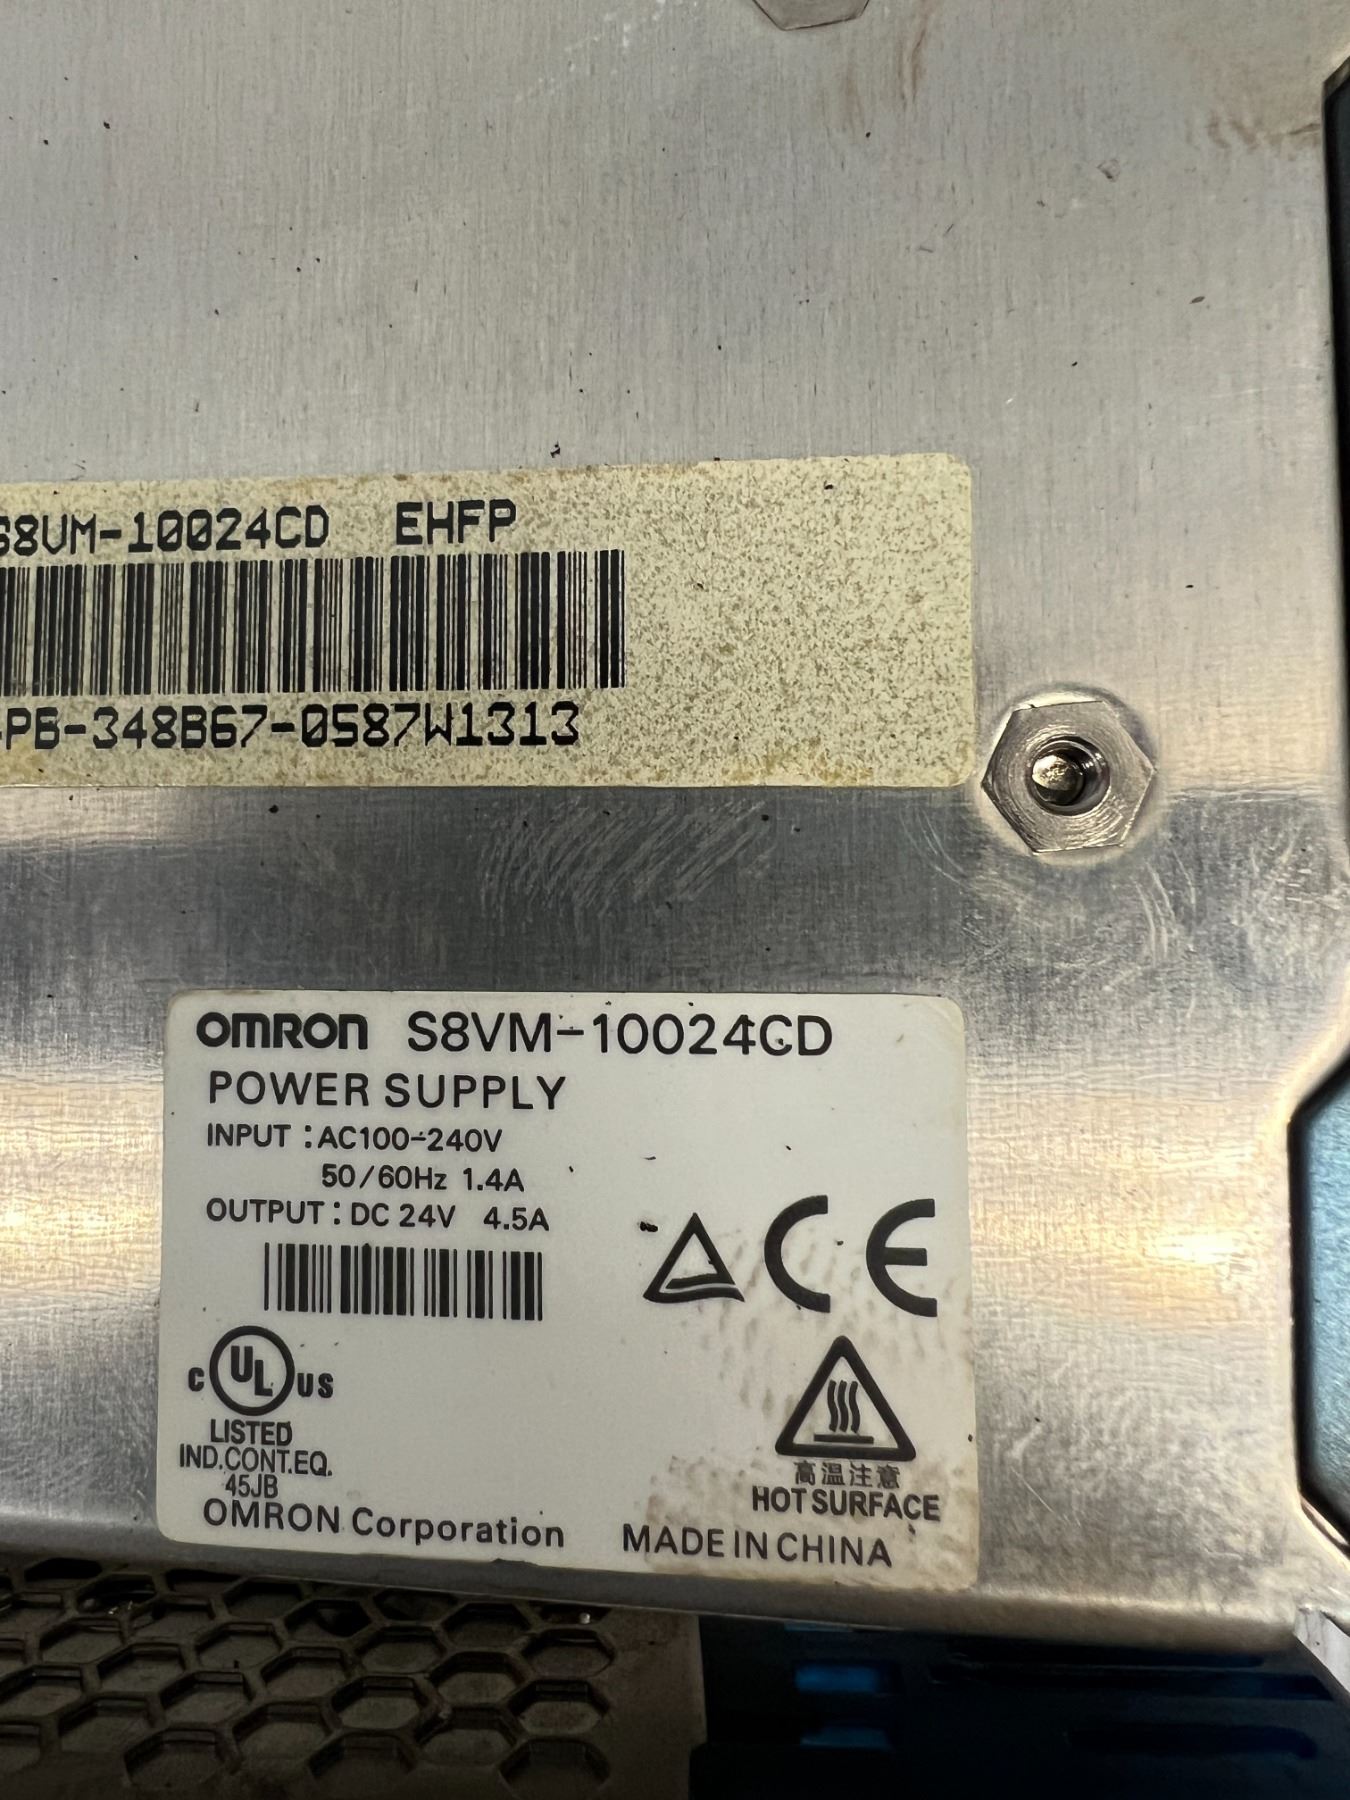 S8VM-10024CD EHFP
PB-348B67-0587W1313
OMRON S8VM-10024CD
POWER SUPPLY
INPUT : AC100-240V
50/60Hz 1.4A
OUTPUT : DC 24V 4.5A
CE
C UL US
LISTED
IND.CONT.EQ.
45JB
高温注意
HOT SURFACE
OMRON Corporation MADE IN CHINA